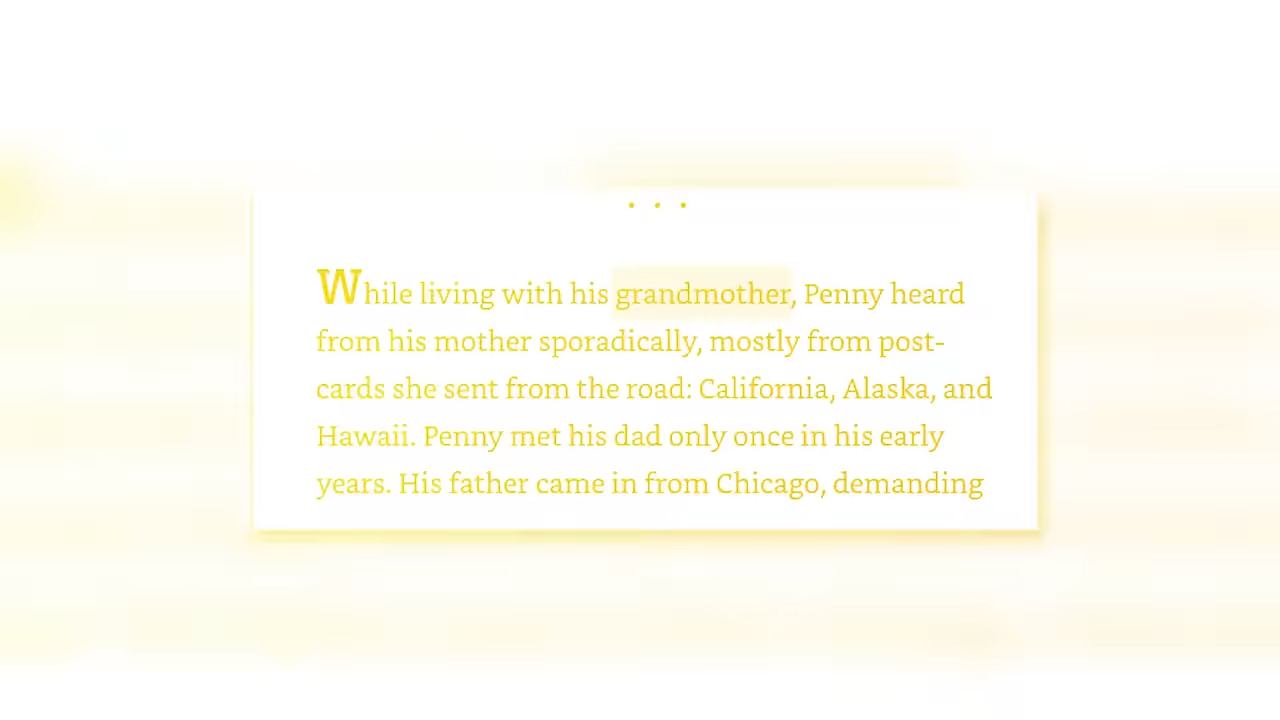 . . .
While living with his grandmother, Penny heard
from his mother sporadically, mostly from post-
cards she sent from the road: California, Alaska, and
Hawaii. Penny met his dad only once in his early
years. His father came in from Chicago, demanding